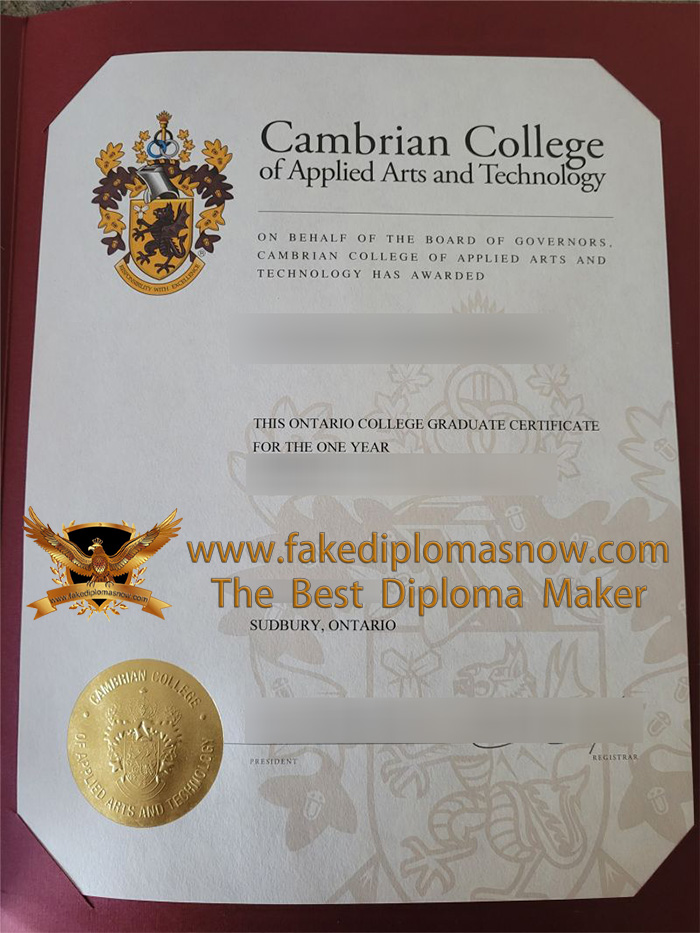 Cambrian College
of Applied Arts and Technology
ON BEHALF OF THE BOARD OF GOVERNORS,
CAMBRIAN COLLEGE OF APPLIED ARTS AND
TECHNOLOGY HAS AWARDED
RESPONSIBILITY WITH EXCELLENCE
®
THIS ONTARIO COLLEGE GRADUATE CERTIFICATE
FOR THE ONE YEAR
www.fakediplomasnow.com
www.fakediplomasnow.com
The Best Diploma Maker
SUDBURY, ONTARIO
CAMBRIAN COLLEGE
OF APPLIED ARTS AND TECHNOLOGY
PRESIDENT
REGISTRAR